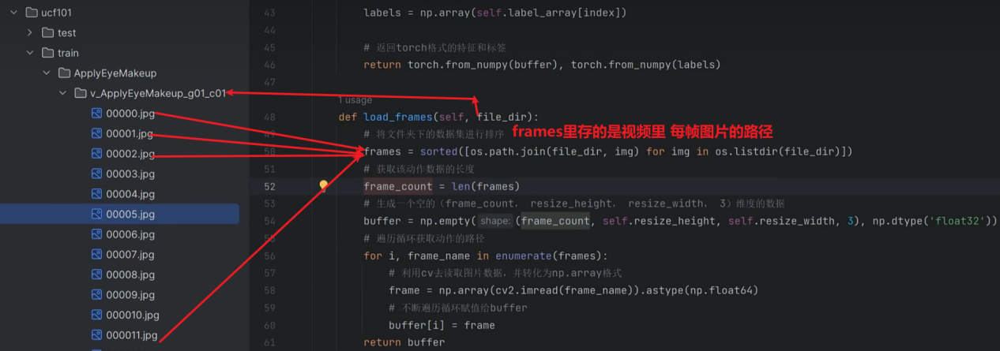 ucf101
test
train
ApplyEyeMakeup
v_ApplyEyeMakeup_g01_c01
00000.jpg
00001.jpg
00002.jpg
00003.jpg
00004.jpg
00005.jpg
00006.jpg
00007.jpg
00008.jpg
00009.jpg
000010.jpg
000011.jpg
43 labels = np.array(self.label_array[index])
44
45 # 返回torch格式的特征和标签
46 return torch.from_numpy(buffer), torch.from_numpy(labels)
47
1 usage
48 def load_frames(self, file_dir):
49 # 将文件夹下的数据集进行排序
frames里存的是视频里 每帧图片的路径
50 frames = sorted([os.path.join(file_dir, img) for img in os.listdir(file_dir)])
51 # 获取该动作数据的长度
52 frame_count = len(frames)
53 # 生成一个空的（frame_count， resize_height， resize_width， 3）维度的数据
54 buffer = np.empty( shape: (frame_count, self.resize_height, self.resize_width, 3), np.dtype('float32'))
55 # 遍历循环获取动作的路径
56 for i, frame_name in enumerate(frames):
57 # 利用cv去读取图片数据，并转化为np.array格式
58 frame = np.array(cv2.imread(frame_name)).astype(np.float64)
59 # 不断遍历循环赋值给buffer
60 buffer[i] = frame
61 return buffer